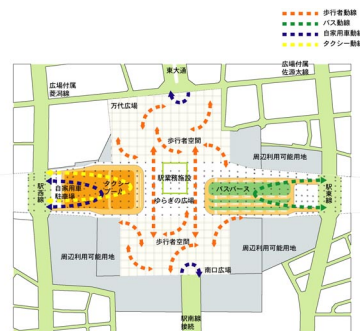 歩行者動線
バス動線
自家用車動線
タクシー動線
広場付属
菱潟線
東大通
広場付属
佐源大線
万代広場
歩行者空間
周辺利用可能用地
駅業務施設
ゆらぎの広場
タクシー
プール
自家用車
駐車場
バスバース
駅西線
駅東線
歩行者空間
周辺利用可能用地
周辺利用可能用地
南口広場
駅南線
接続